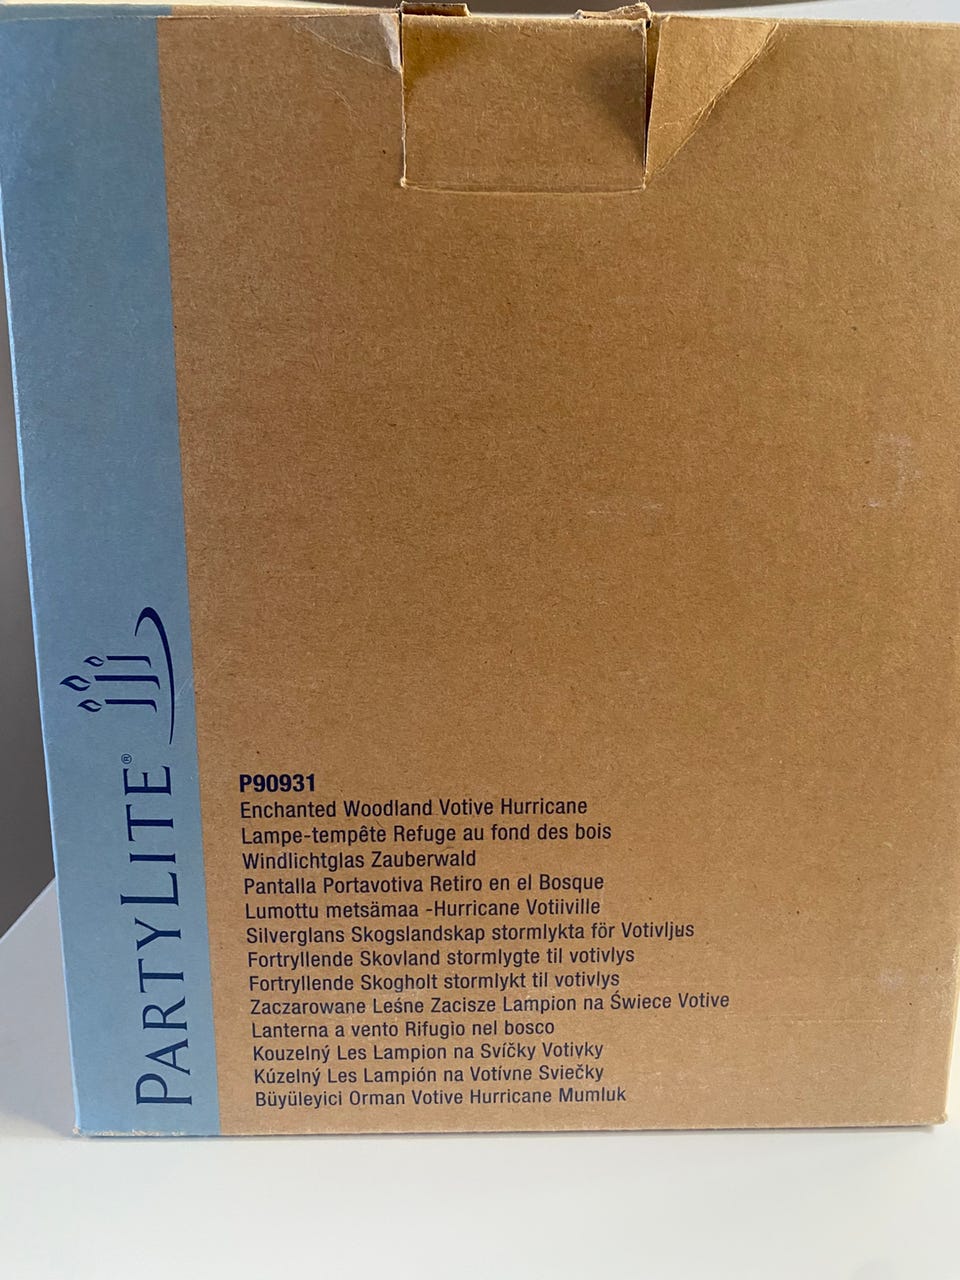 PARTYLITE®
P90931
Enchanted Woodland Votive Hurricane
Lampe-tempête Refuge au fond des bois
Windlichtglas Zauberwald
Pantalla Portavotiva Retiro en el Bosque
Lumottu metsämaa -Hurricane Votiiville
Silverglans Skogslandskap stormlykta för Votivljus
Fortryllende Skovland stormlygte til votivlys
Fortryllende Skogholt stormlykt til votivlys
Zaczarowane Leśne Zacisze Lampion na Świece Votive
Lanterna a vento Rifugio nel bosco
Kouzelný Les Lampion na Svíčky Votivky
Kúzelný Les Lampión na Votívne Sviečky
Büyüleyici Orman Votive Hurricane Mumluk